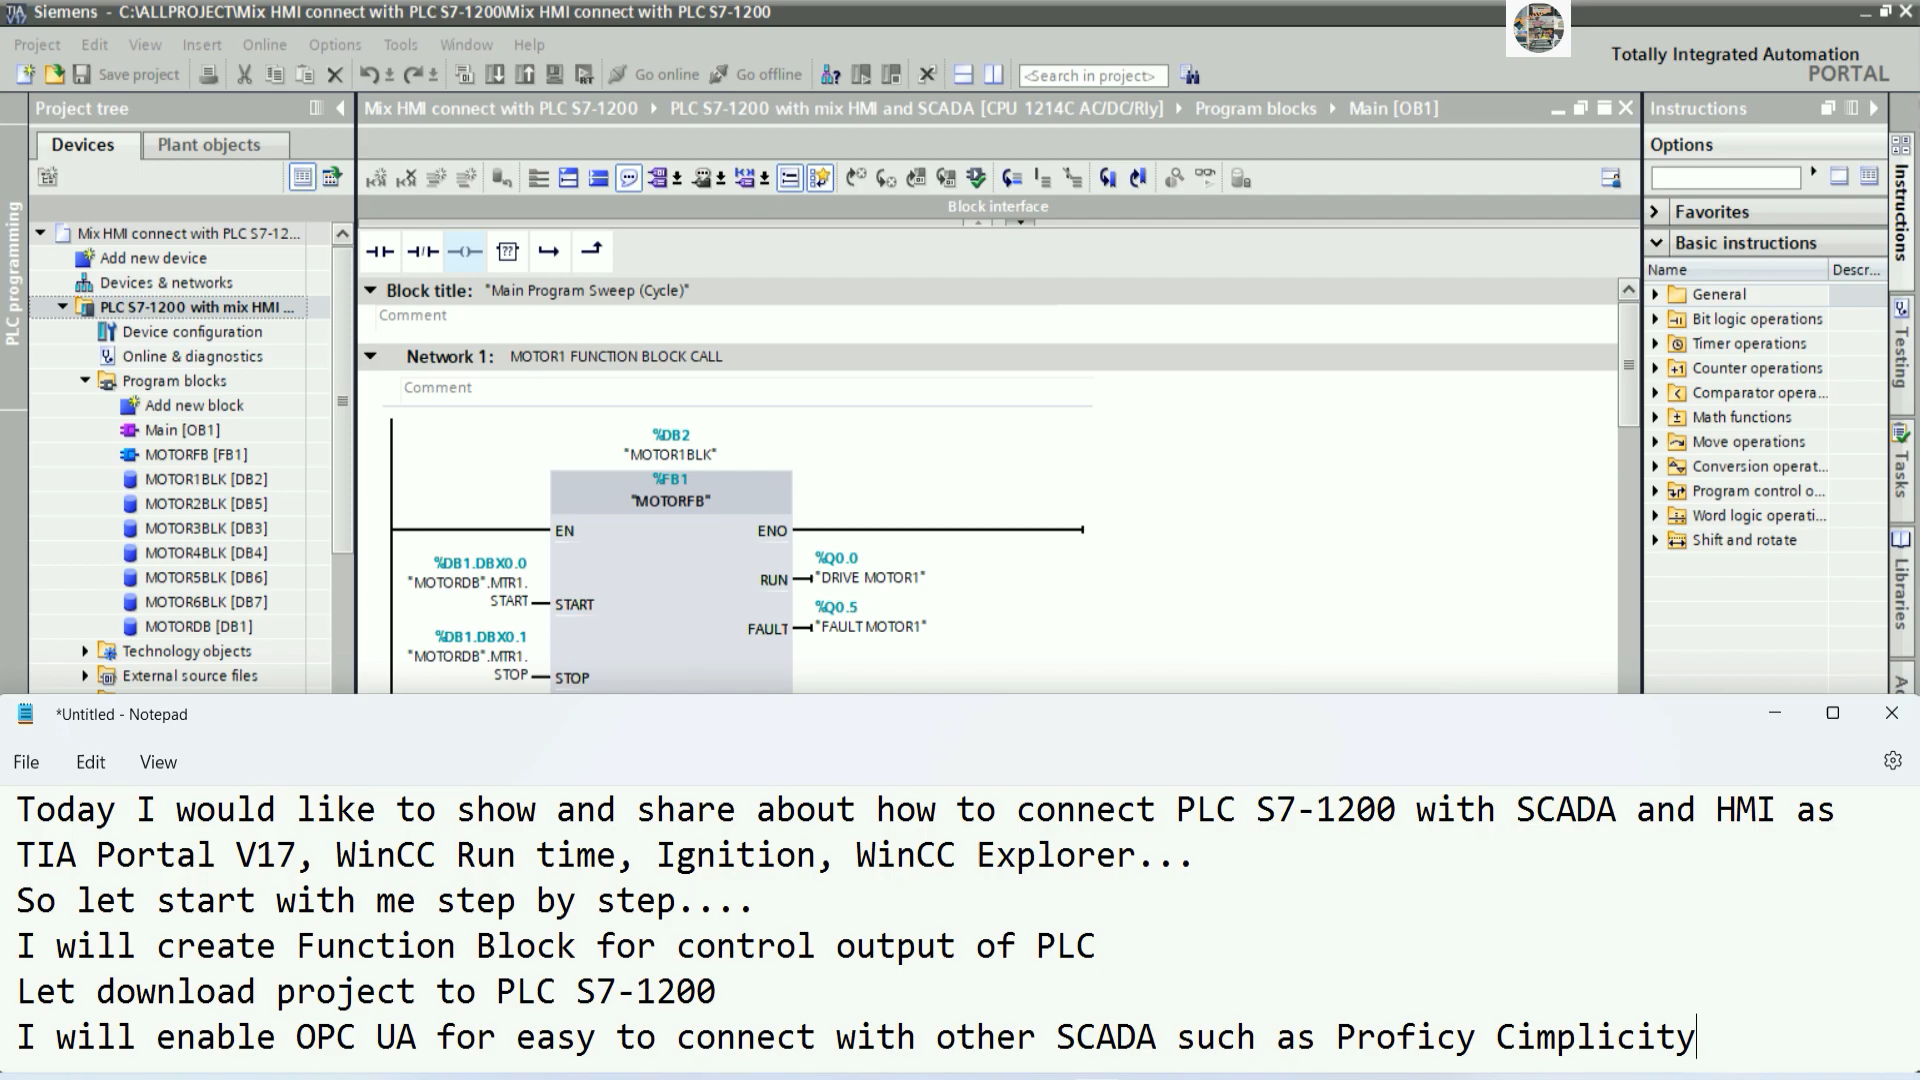 Siemens - C:\ALLPROJECT\Mix HMI connect with PLC S7-1200\Mix HMI connect with PLC S7-1200
Project Edit View Insert Online Options Tools Window Help
Totally Integrated Automation
PORTAL
Save project
Go online
Go offline
<Search in project>
Project tree
Mix HMI connect with PLC S7-1200 PLC S7-1200 with mix HMI and SCADA [CPU 1214C AC/DC/Rly] Program blocks Main [OB1]
Instructions
Devices
Plant objects
Options
Block interface
PLC programming
Mix HMI connect with PLC S7-12...
Add new device
Devices & networks
PLC S7-1200 with mix HMI ...
Device configuration
Online & diagnostics
Program blocks
Add new block
Main [OB1]
MOTORFB [FB1]
MOTOR1BLK [DB2]
MOTOR2BLK [DB5]
MOTOR3BLK [DB3]
MOTOR4BLK [DB4]
MOTOR5BLK [DB6]
MOTOR6BLK [DB7]
MOTORDB [DB1]
Technology objects
External source files
Block title: "Main Program Sweep (Cycle)"
Comment
Network 1: MOTOR1 FUNCTION BLOCK CALL
Comment
%DB2
"MOTOR1BLK"
%FB1
"MOTORFB"
EN
ENO
%DB1.DBX0.0
"MOTORDB".MTR1.
START
START
%DB1.DBX0.1
"MOTORDB".MTR1.
STOP
STOP
RUN
%Q0.0
"DRIVE MOTOR1"
FAULT
%Q0.5
"FAULT MOTOR1"
Favorites
Basic instructions
Name Descr...
General
Bit logic operations
Timer operations
Counter operations
Comparator opera...
Math functions
Move operations
Conversion operat...
Program control o...
Word logic operati...
Shift and rotate
Instructions
Testing
Tasks
Libraries
*Untitled - Notepad
File Edit View
Today I would like to show and share about how to connect PLC S7-1200 with SCADA and HMI as
TIA Portal V17, WinCC Run time, Ignition, WinCC Explorer...
So let start with me step by step....
I will create Function Block for control output of PLC
Let download project to PLC S7-1200
I will enable OPC UA for easy to connect with other SCADA such as Proficy Cimplicity